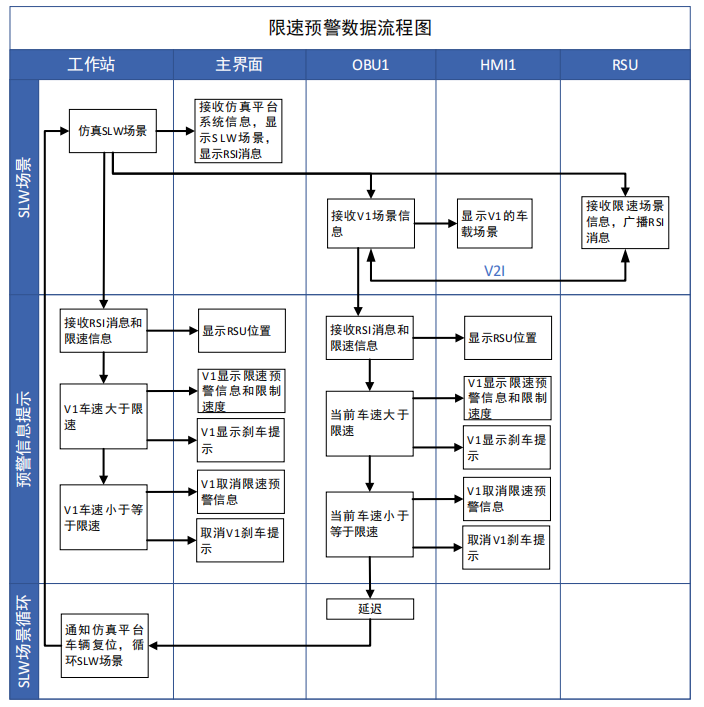 限速预警数据流程图
工作站
主界面
OBU1
HMI1
RSU
SLW场景
仿真SLW场景
接收仿真平台
系统信息，显
示SLW场景，
显示RSI消息
接收V1场景信
息
显示V1的车
载场景
接收限速场景
信息，广播RSI
消息
V2I
预警信息提示
接收RSI消息和
限速信息
显示RSU位置
接收RSI消息和
限速信息
显示RSU位置
V1车速大于限
速
V1显示限速预
警信息和限制
速度
V1显示刹车提
示
当前车速大于
限速
V1显示限速预
警信息和限制
速度
V1显示刹车提
示
V1车速小于等
于限速
V1取消限速预
警信息
取消V1刹车提
示
当前车速小于
等于限速
V1取消限速预
警信息
取消V1刹车提
示
SLW场景循环
通知仿真平台
车辆复位，循
环SLW场景
延迟